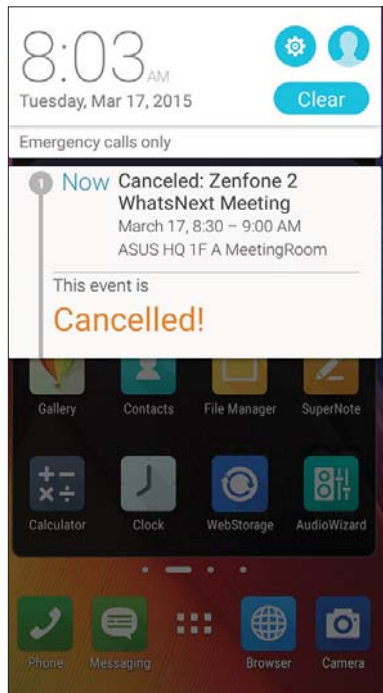 8:03 AM
Tuesday, Mar 17, 2015
Clear
Emergency calls only
1 Now Canceled: Zenfone 2
WhatsNext Meeting
March 17, 8:30 – 9:00 AM
ASUS HQ 1F A MeetingRoom
This event is
Cancelled!
Gallery Contacts File Manager SuperNote
Calculator Clock WebStorage AudioWizard
Phone Messaging Browser Camera